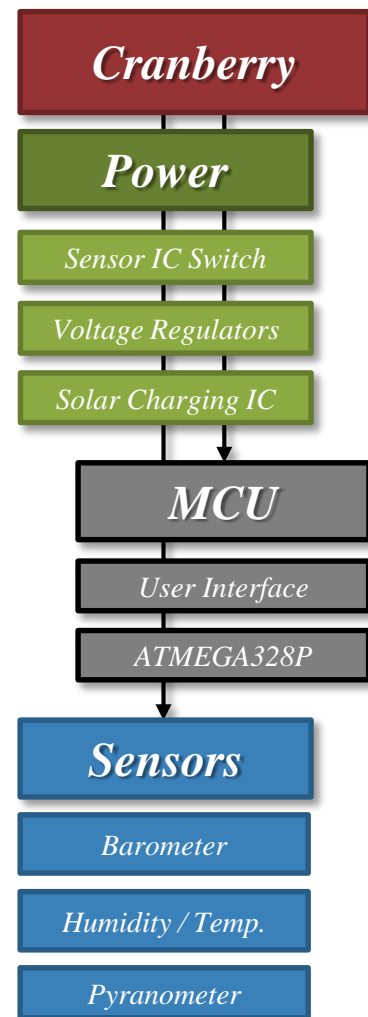 Cranberry
Power
Sensor IC Switch
Voltage Regulators
Solar Charging IC
MCU
User Interface
ATMEGA328P
Sensors
Barometer
Humidity / Temp.
Pyranometer